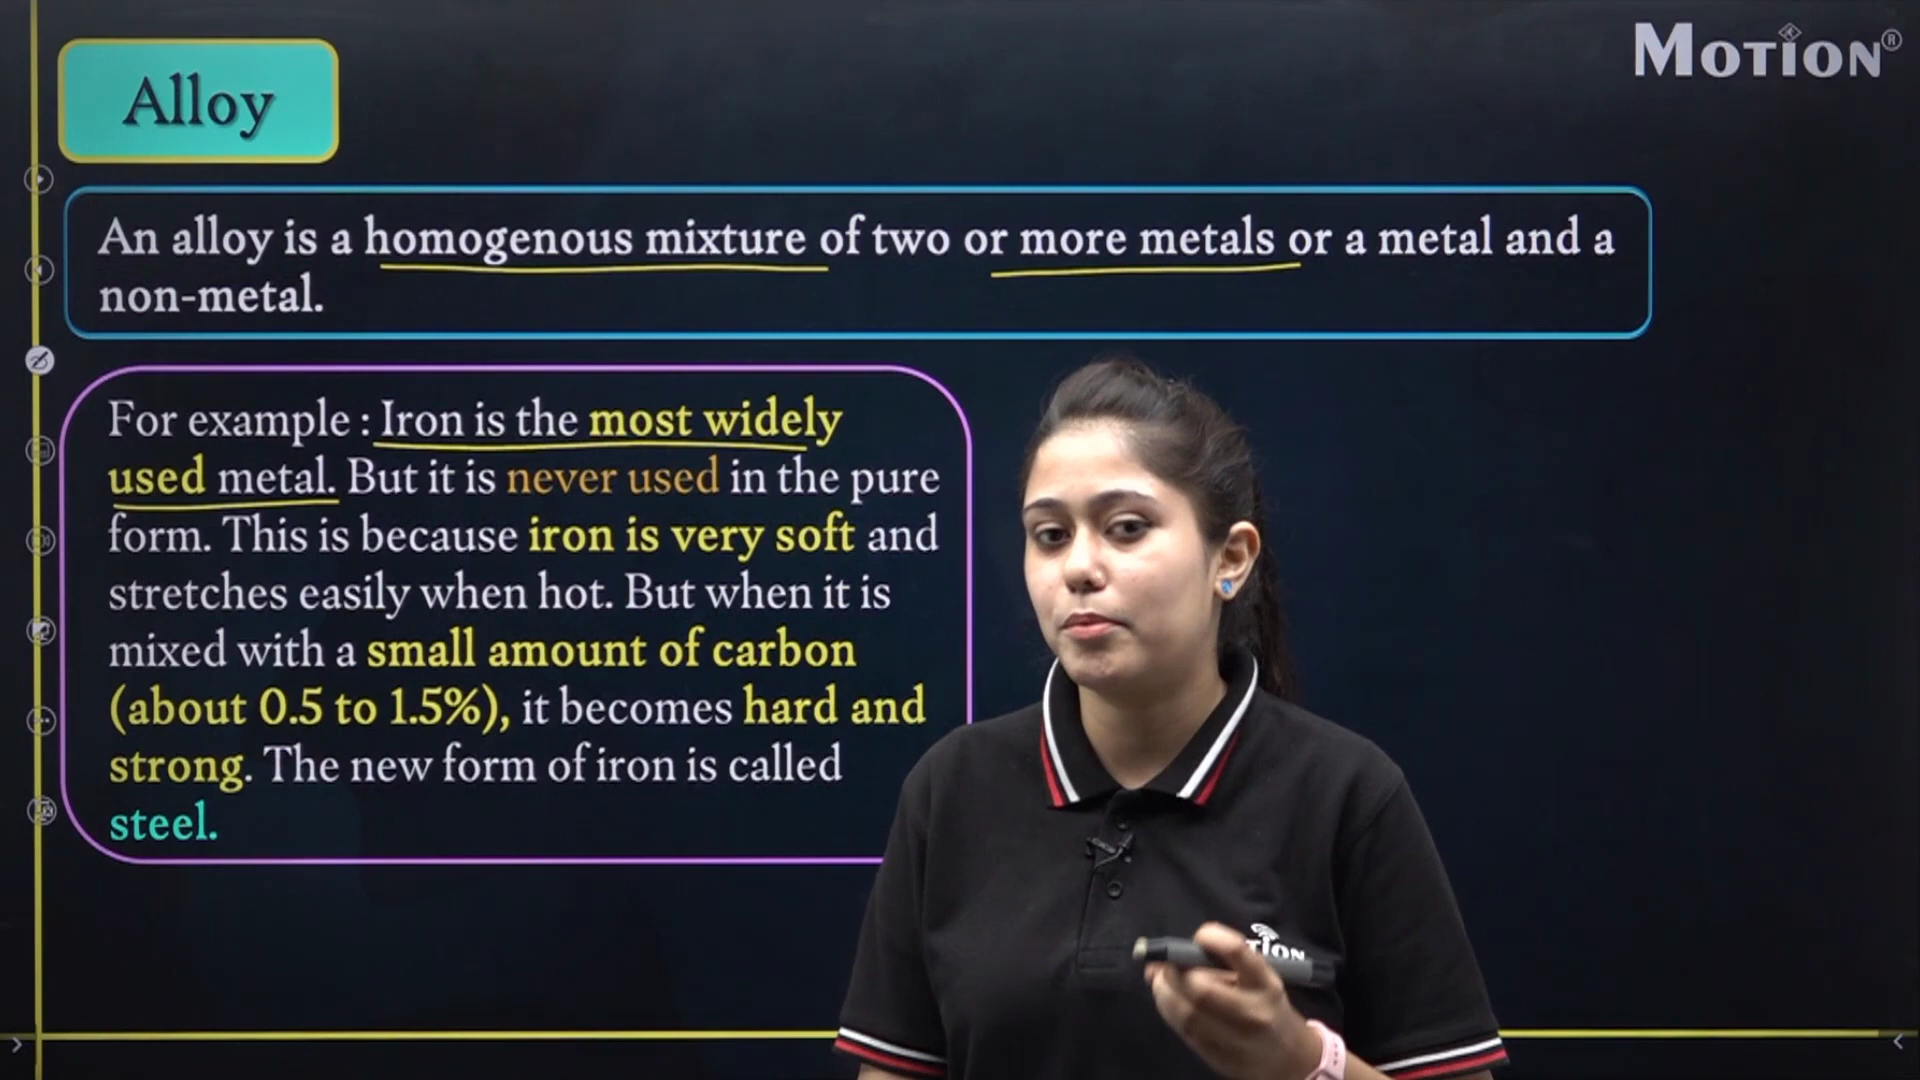 MOTION®
Alloy
An alloy is a homogenous mixture of two or more metals or a metal and a
non-metal.
For example : Iron is the most widely
used metal. But it is never used in the pure
form. This is because iron is very soft and
stretches easily when hot. But when it is
mixed with a small amount of carbon
(about 0.5 to 1.5%), it becomes hard and
strong. The new form of iron is called
steel.
TION